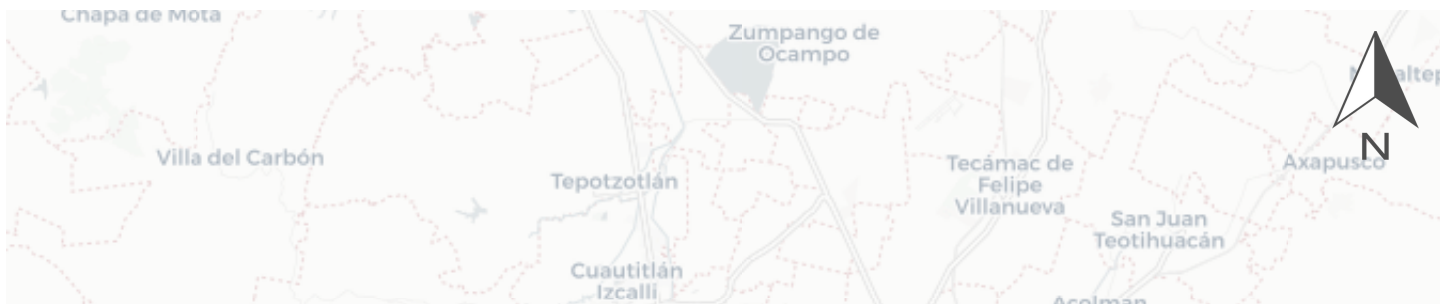 Chapa de Mota
Zumpango de
Ocampo
N
Villa del Carbón
Tepotzotlán
Tecámac de
Felipe
Villanueva
Axapusco
San Juan
Teotihuacán
Cuautitlán
Izcalli
Acolman